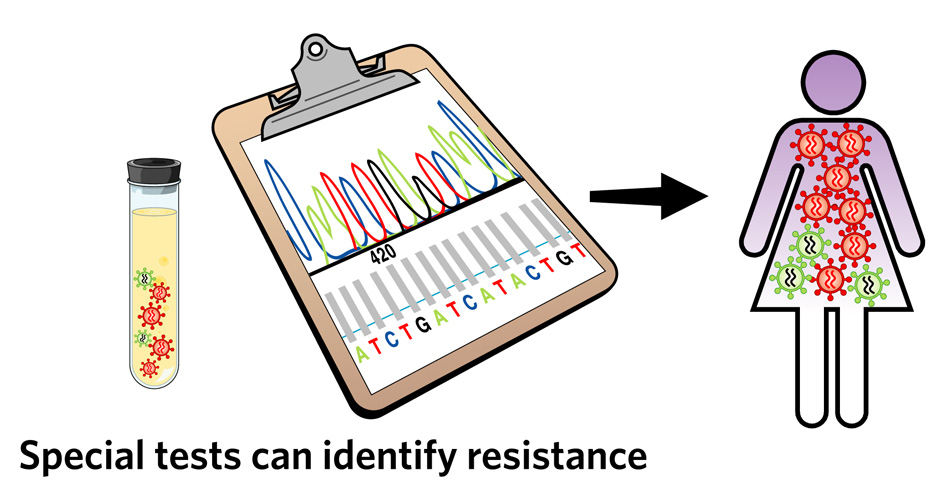 420
ATCTGATCATACTGT
Special tests can identify resistance